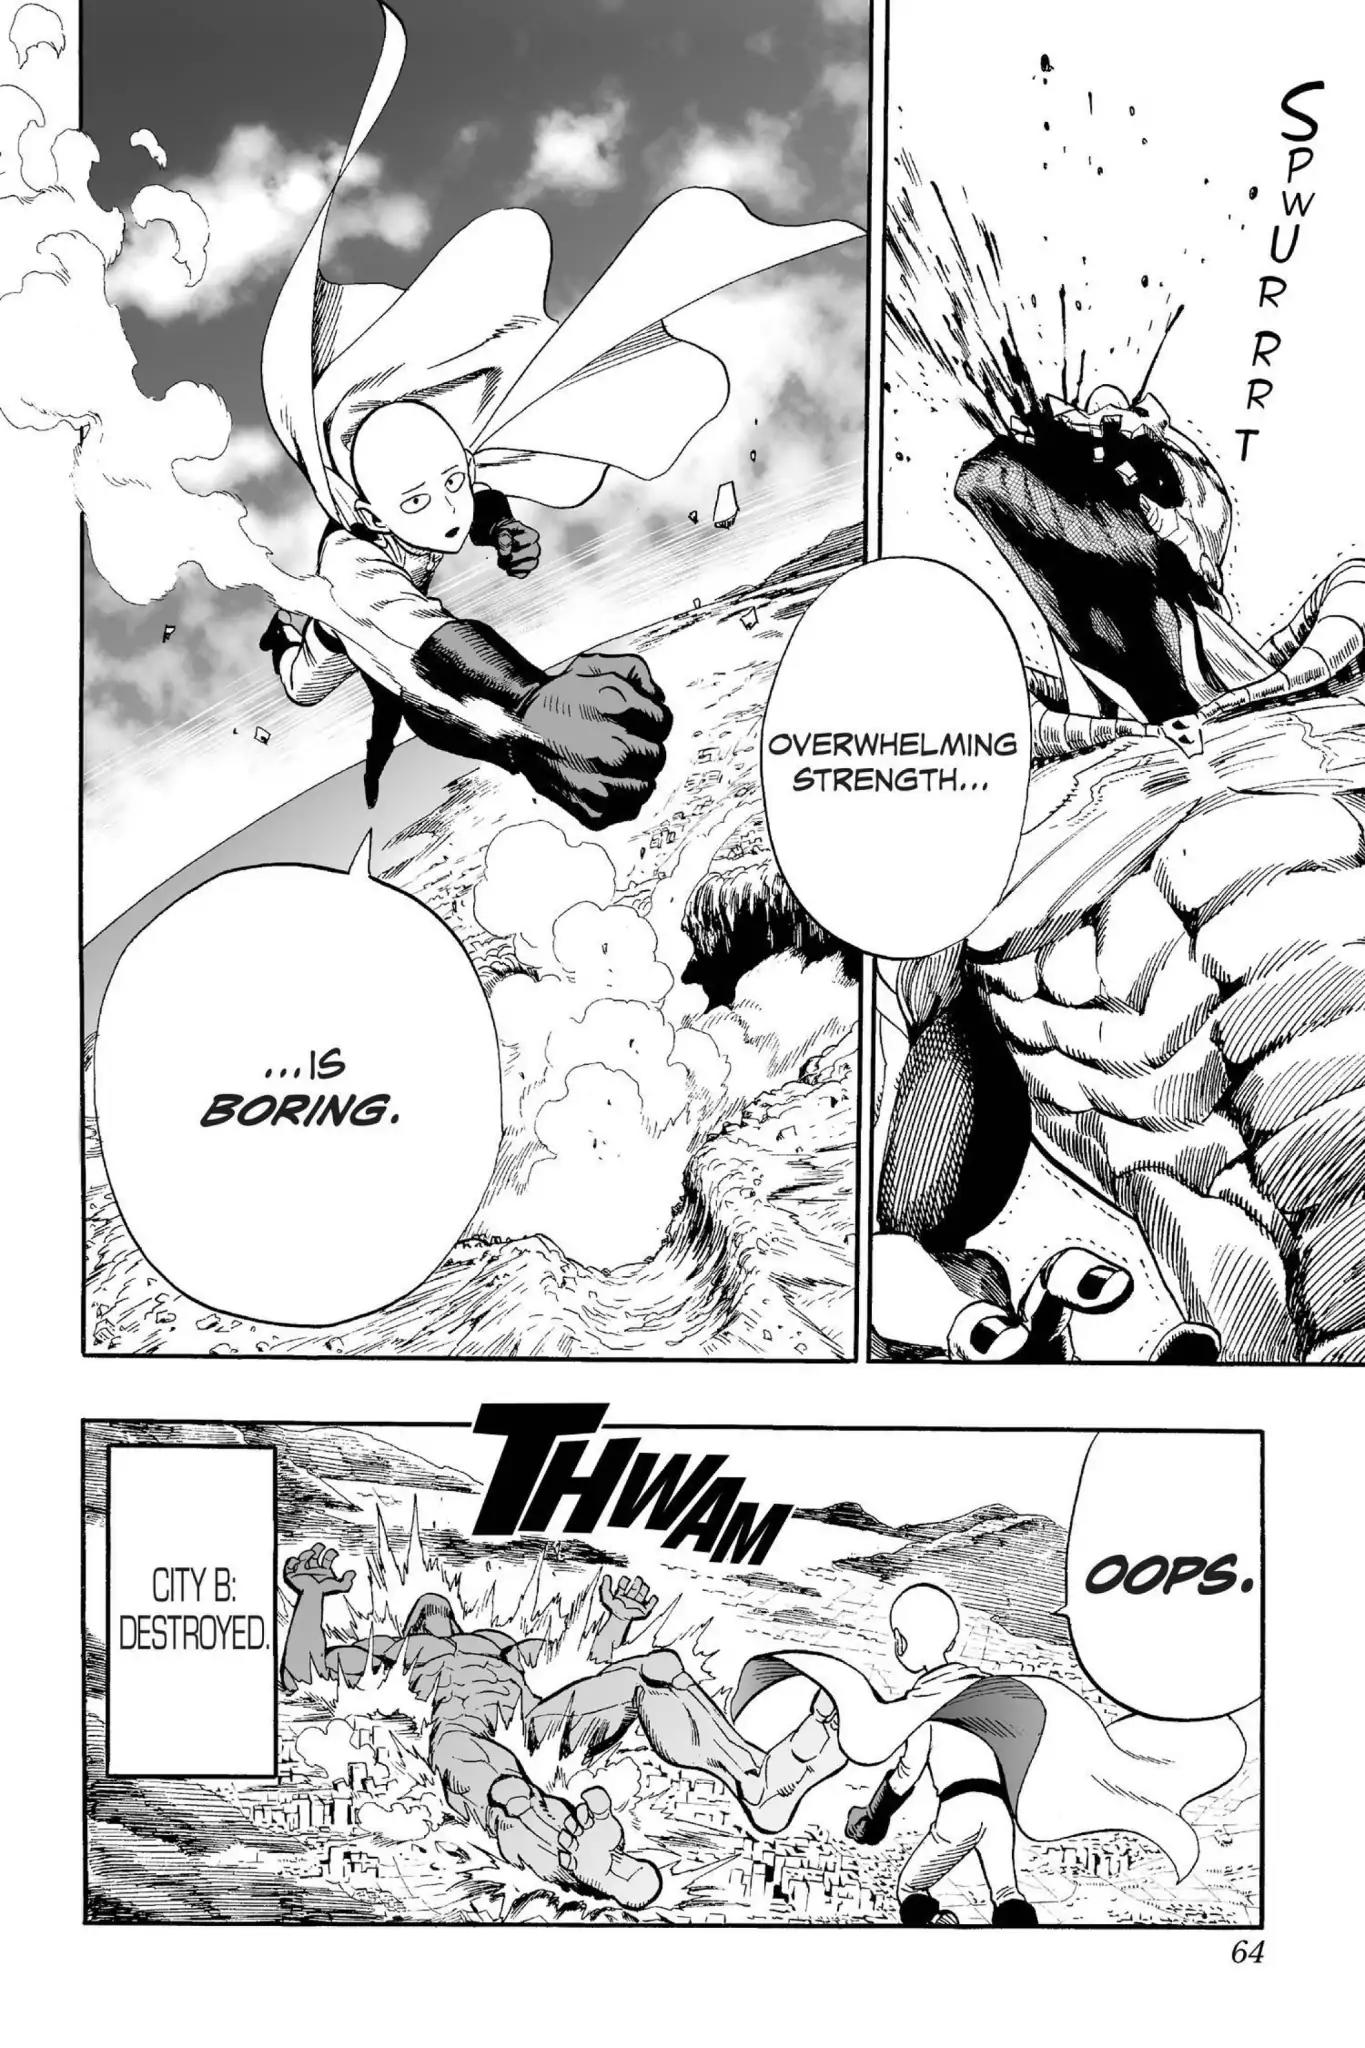 SPWURRRT
OVERWHELMING
STRENGTH...
...IS
BORING.
OOPS.
THWAM
CITY B:
DESTROYED.
64